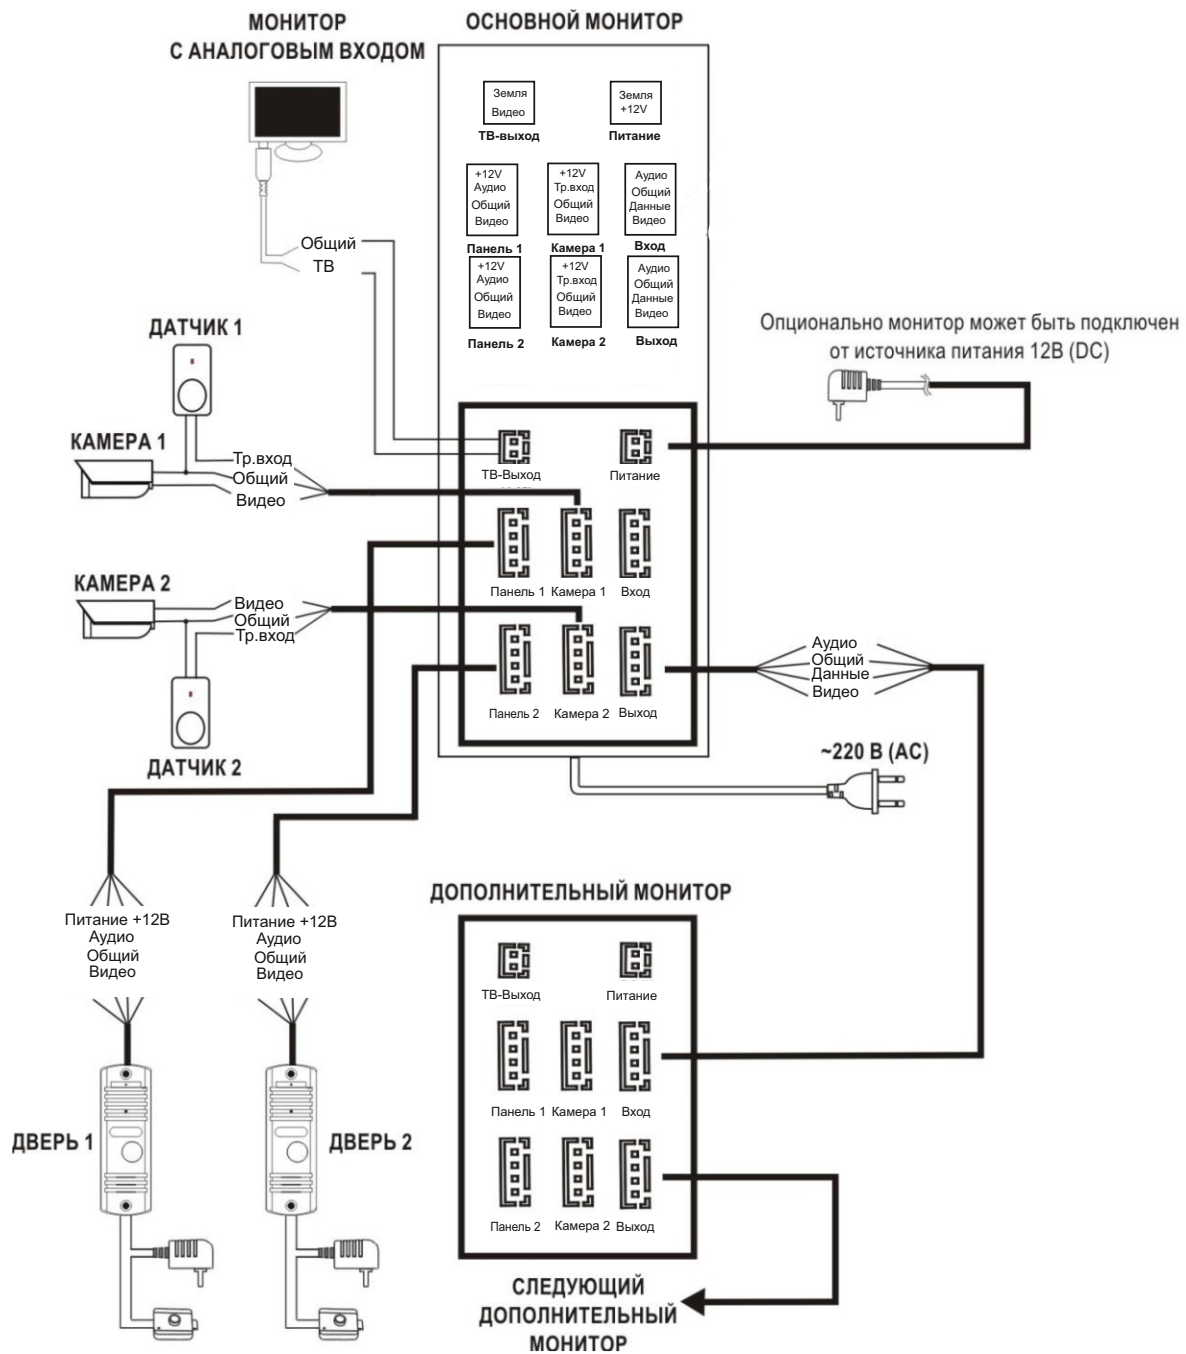 МОНИТОР
С АНАЛОГОВЫМ ВХОДОМ
ОСНОВНОЙ МОНИТОР
Земля
Видео
ТВ-выход
Земля
+12V
Питание
+12V
Аудио
Общий
Видео
Панель 1
+12V
Тр.вход
Общий
Видео
Камера 1
Аудио
Общий
Данные
Видео
Вход
+12V
Аудио
Общий
Видео
Панель 2
+12V
Тр.вход
Общий
Видео
Камера 2
Аудио
Общий
Данные
Видео
Выход
Общий
ТВ
Опционально монитор может быть подключен
от источника питания 12В (DC)
ДАТЧИК 1
КАМЕРА 1
Тр.вход
Общий
Видео
КАМЕРА 2
Видео
Общий
Тр.вход
ДАТЧИК 2
ТВ-Выход
Питание
Панель 1
Камера 1
Вход
Панель 2
Камера 2
Выход
Аудио
Общий
Данные
Видео
~220 В (AC)
Питание +12В
Аудио
Общий
Видео
Питание +12В
Аудио
Общий
Видео
ДВЕРЬ 1
ДВЕРЬ 2
ДОПОЛНИТЕЛЬНЫЙ МОНИТОР
ТВ-Выход
Питание
Панель 1
Камера 1
Вход
Панель 2
Камера 2
Выход
СЛЕДУЮЩИЙ
ДОПОЛНИТЕЛЬНЫЙ
МОНИТОР